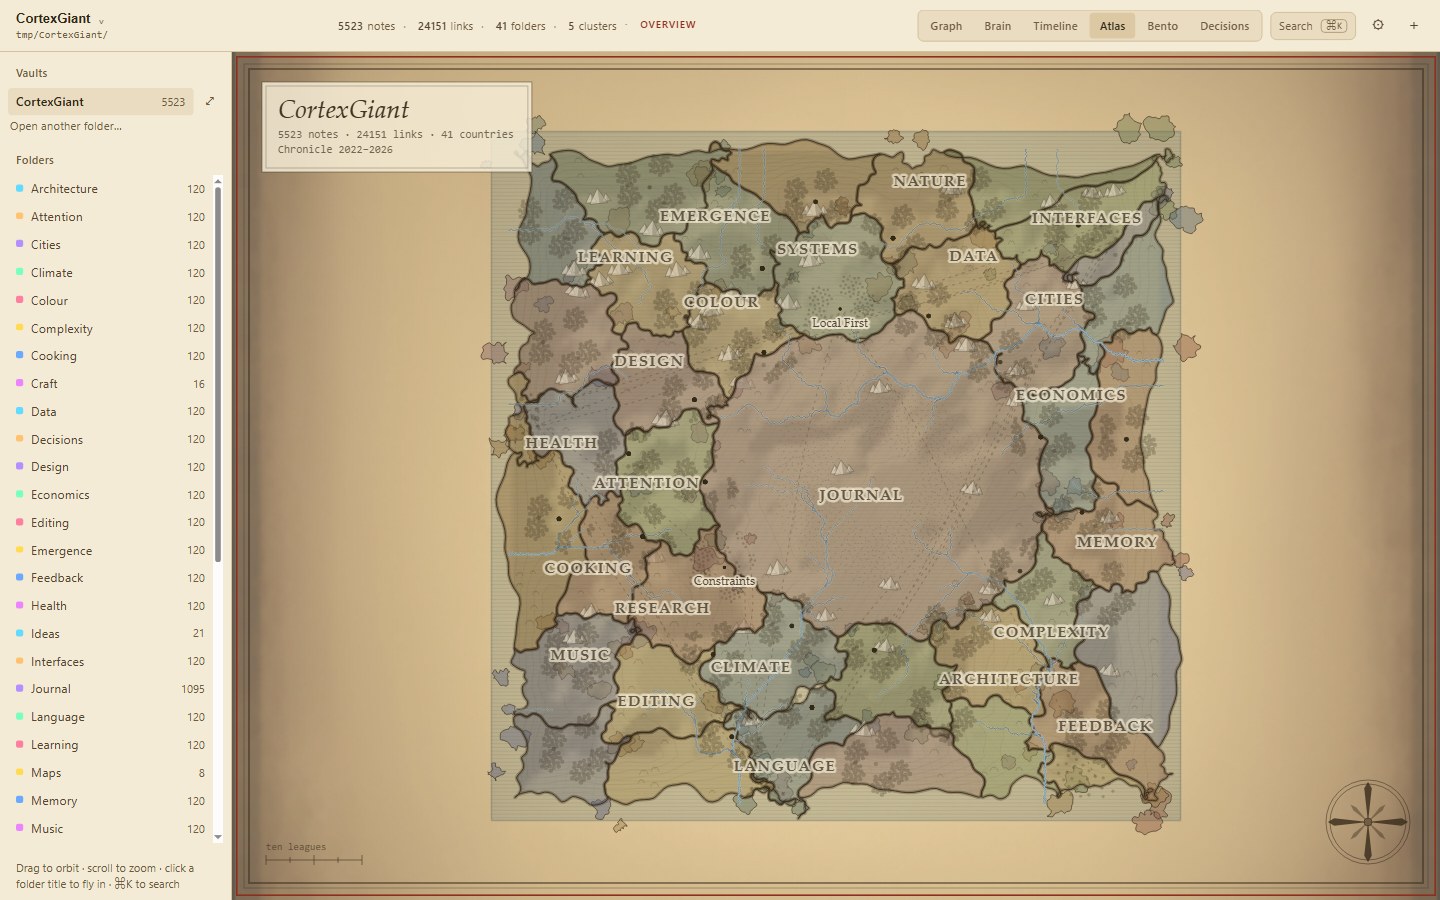 CortexGiant
tmp/CortexGiant/
5523 notes · 24151 links · 41 folders · 5 clusters · OVERVIEW
Graph Brain Timeline Atlas Bento Decisions
Search ⌘K
+
Vaults
CortexGiant 5523
Open another folder...
Folders
Architecture 120
Attention 120
Cities 120
Climate 120
Colour 120
Complexity 120
Cooking 120
Craft 16
Data 120
Decisions 120
Design 120
Economics 120
Editing 120
Emergence 120
Feedback 120
Health 120
Ideas 21
Interfaces 120
Journal 1095
Language 120
Learning 120
Maps 8
Memory 120
Music 120
Drag to orbit · scroll to zoom · click a
folder title to fly in · ⌘K to search
CortexGiant
5523 notes · 24151 links · 41 countries
Chronicle 2022–2026
NATURE
EMERGENCE
INTERFACES
SYSTEMS
LEARNING
DATA
COLOUR
CITIES
Local First
DESIGN
ECONOMICS
HEALTH
ATTENTION
JOURNAL
MEMORY
COOKING
Constraints
RESEARCH
COMPLEXITY
MUSIC
CLIMATE
ARCHITECTURE
EDITING
FEEDBACK
LANGUAGE
ten leagues